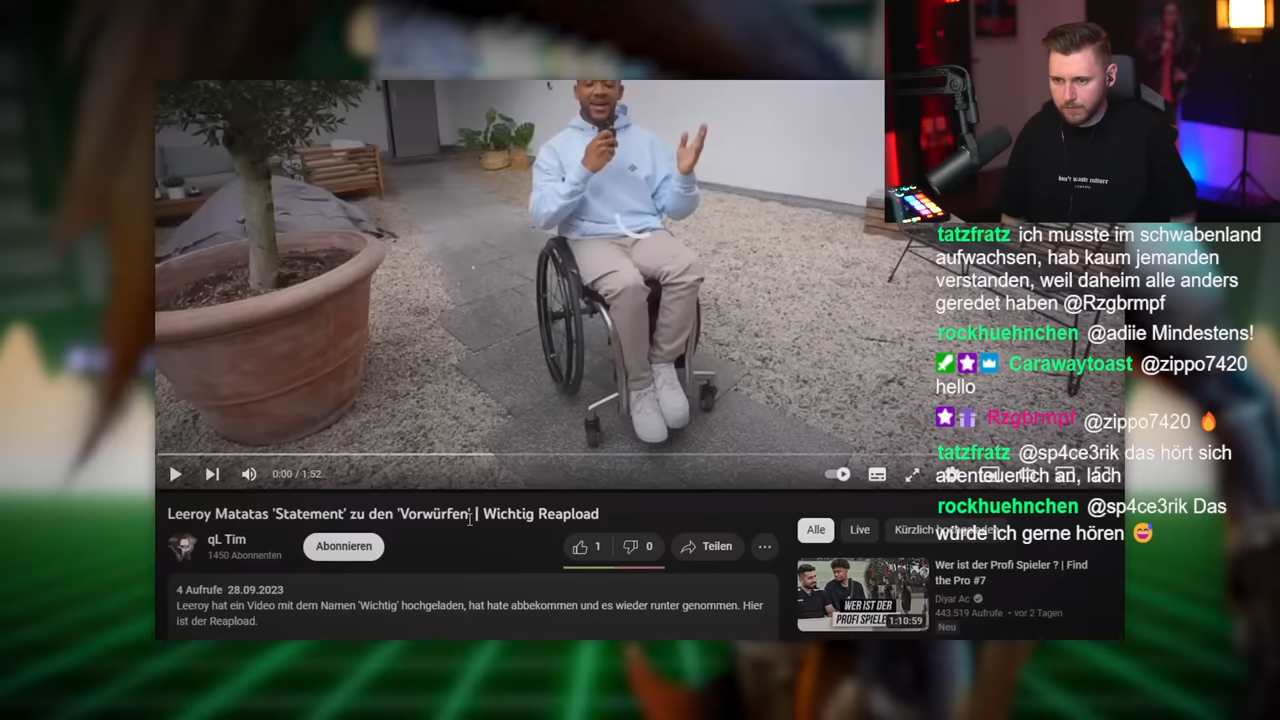 don't waste culture
tatzfratz ich musste im schwabenland
aufwachsen, hab kaum jemanden
verstanden, weil daheim alle anders
geredet haben @Rzgbrmpf
rockhuehnchen @adiie Mindestens!
Carawaytoast @zippo7420
hello
Rzgbrmpf @zippo7420 🔥
tatzfratz @sp4ce3rik das hört sich
abenteuerlich an, lach
rockhuehnchen @sp4ce3rik Das
würde ich gerne hören 😅
0:00 / 1:52
Leeroy Matatas 'Statement' zu den 'Vorwürfen' | Wichtig Reapload
qL Tim
1450 Abonnenten
Abonnieren
1
0
Teilen
4 Aufrufe 28.09.2023
Leeroy hat ein Video mit dem Namen 'Wichtig' hochgeladen, hat hate abbekommen und es wieder runter genommen. Hier
ist der Reapload.
Alle
Live
Kürzlich
WER IST DER
PROFI SPIELE
1:10:59
Wer ist der Profi Spieler ? | Find
the Pro #7
Diyar Ac
443.519 Aufrufe • vor 2 Tagen
Neu